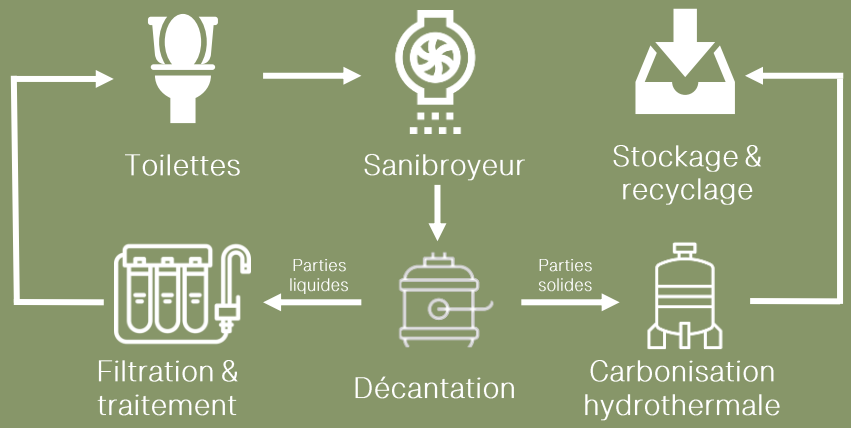 Toilettes
Sanibroyeur
Stockage &
recyclage
Parties
liquides
Parties
solides
Filtration &
traitement
Décantation
Carbonisation
hydrothermale